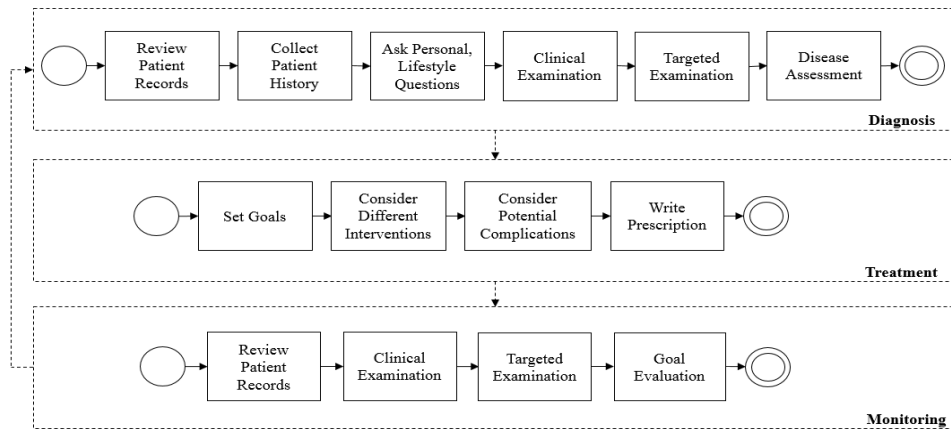 Review
Patient
Records
Collect
Patient
History
Ask Personal,
Lifestyle
Questions
Clinical
Examination
Targeted
Examination
Disease
Assessment
Diagnosis
Set Goals
Consider
Different
Interventions
Consider
Potential
Complications
Write
Prescription
Treatment
Review
Patient
Records
Clinical
Examination
Targeted
Examination
Goal
Evaluation
Monitoring